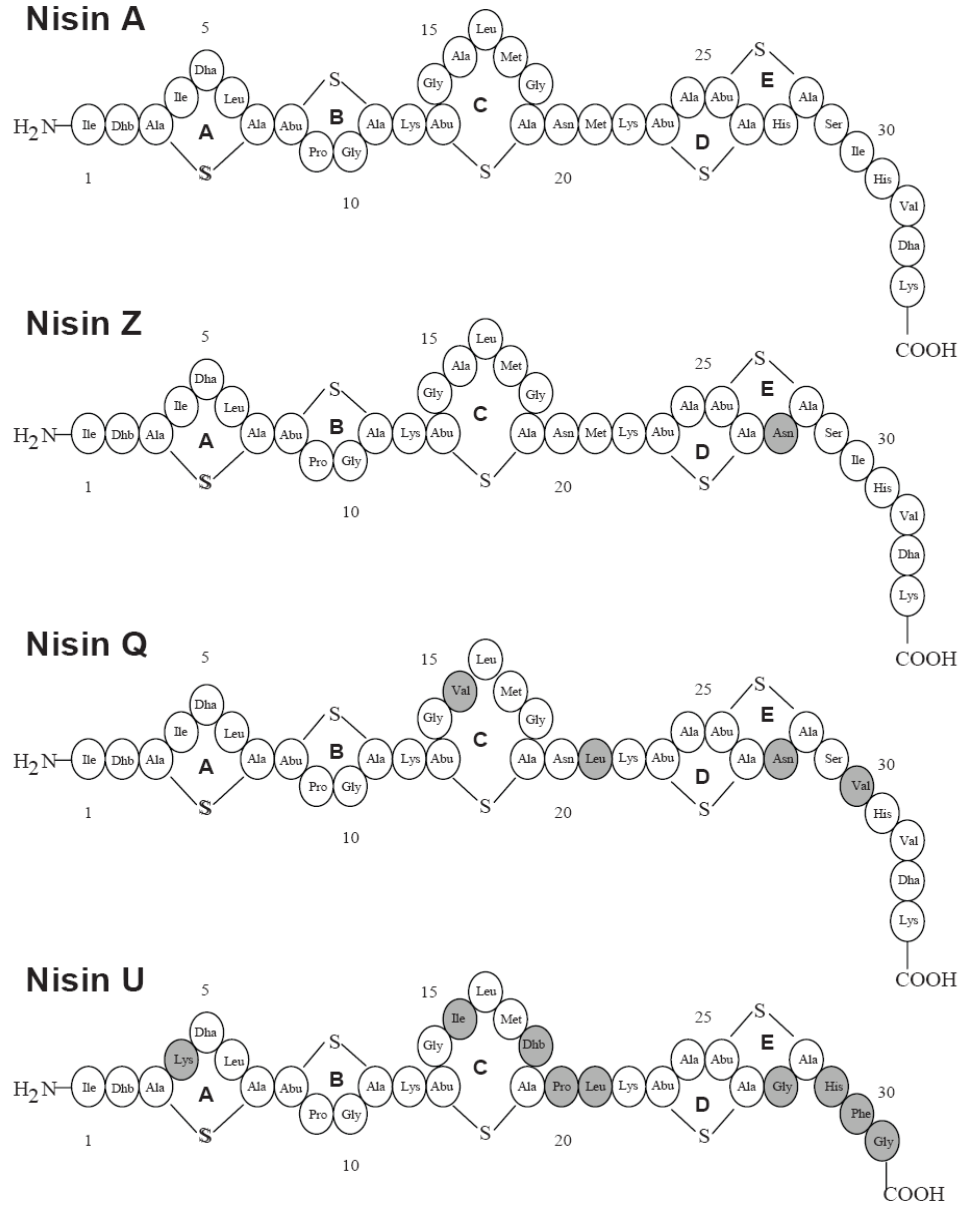 Nisin A
5 15 25 30
H2N Ile Dhb Ala Ile Dha Leu Ala Abu Pro Gly Ala Lys Abu Gly Ala Leu Met Gly Ala Asn Met Lys Abu Ala Abu Ala His Ala Ser Ile His Val Dha Lys
A B C D E
S S S S S
1 10 20
COOH
Nisin Z
5 15 25 30
H2N Ile Dhb Ala Ile Dha Leu Ala Abu Pro Gly Ala Lys Abu Gly Ala Leu Met Gly Ala Asn Met Lys Abu Ala Abu Ala Asn Ala Ser Ile His Val Dha Lys
A B C D E
S S S S S
1 10 20
COOH
Nisin Q
5 15 25 30
H2N Ile Dhb Ala Ile Dha Leu Ala Abu Pro Gly Ala Lys Abu Gly Val Leu Met Gly Ala Asn Leu Lys Abu Ala Abu Ala Asn Ala Ser Val His Val Dha Lys
A B C D E
S S S S S
1 10 20
COOH
Nisin U
5 15 25 30
H2N Ile Dhb Ala Lys Dha Leu Ala Abu Pro Gly Ala Lys Abu Gly Ile Leu Met Dhb Ala Pro Leu Lys Abu Ala Abu Ala Gly Ala His Phe Gly
A B C D E
S S S S S
1 10 20
COOH